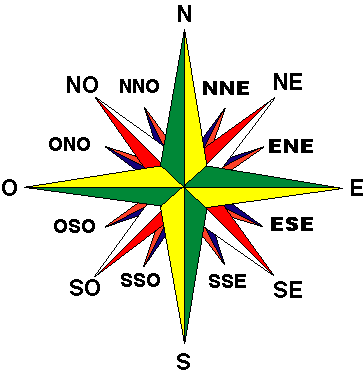 N
NO NNO NNE NE
ONO ENE
O E
OSO ESE
SO SSO SSE SE
S